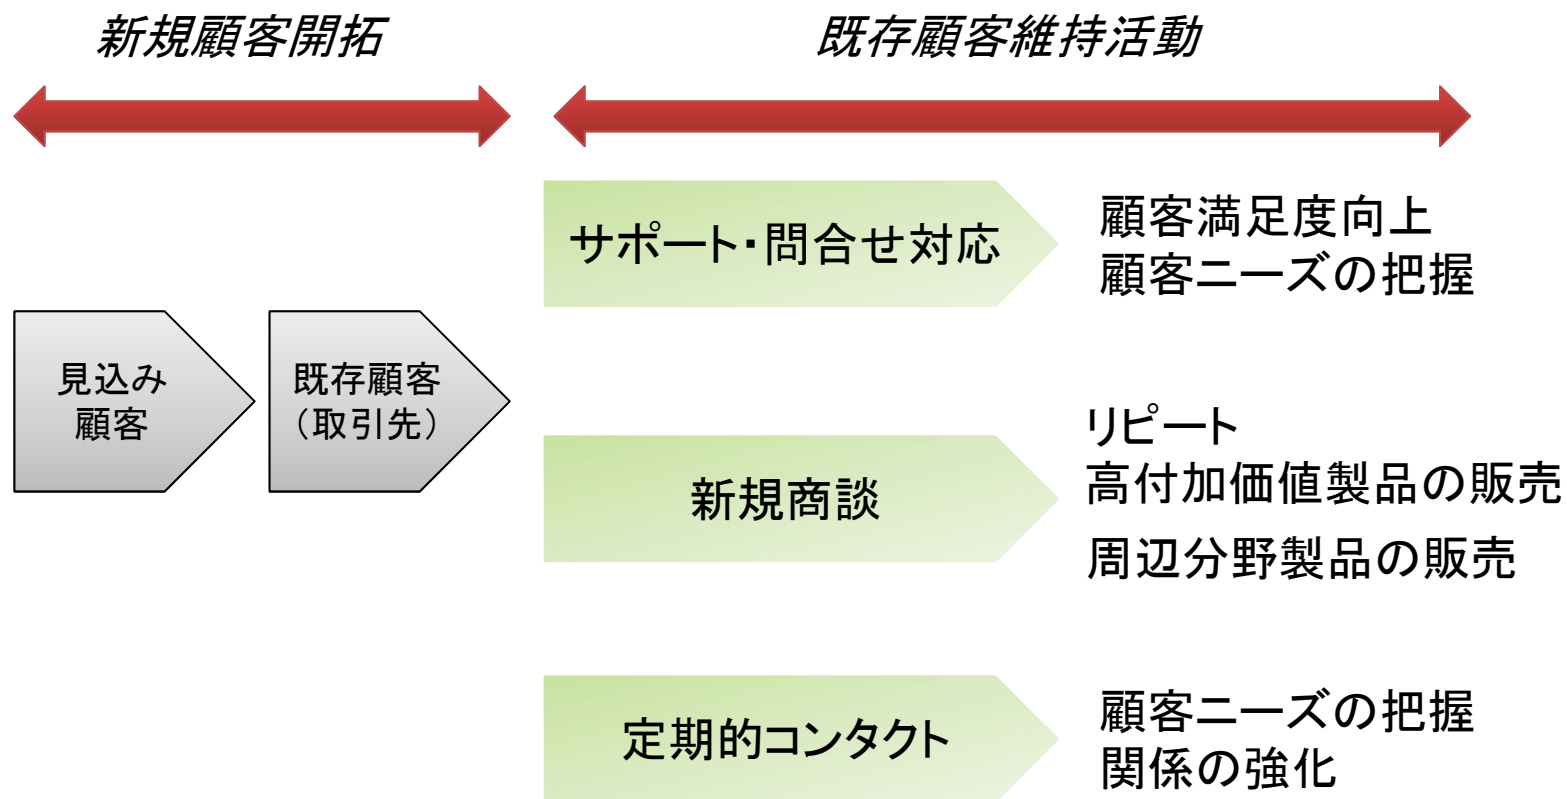 新規顧客開拓
既存顧客維持活動
サポート・問合せ対応
顧客満足度向上
顧客ニーズの把握
見込み
顧客
既存顧客
（取引先）
新規商談
リピート
高付加価値製品の販売
周辺分野製品の販売
定期的コンタクト
顧客ニーズの把握
関係の強化